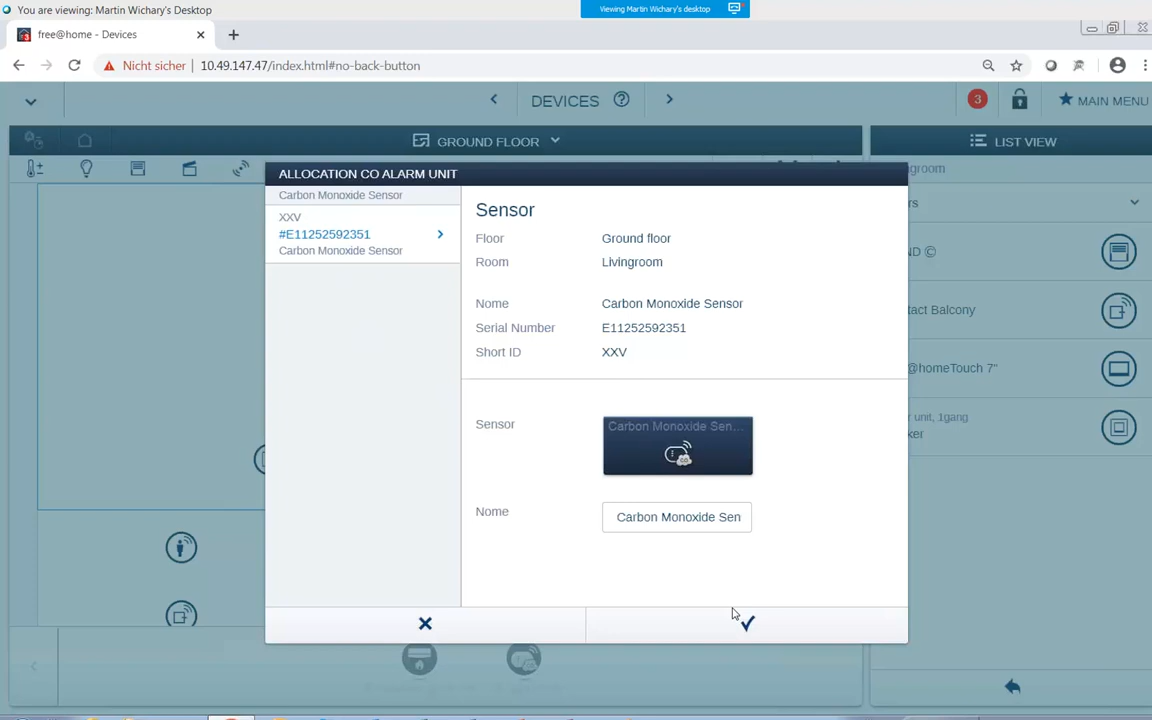 You are viewing: Martin Wichary's Desktop
Viewing Martin Wichary's desktop
free@home - Devices
Nicht sicher
10.49.147.47/index.html#no-back-button
DEVICES
3
MAIN MENU
GROUND FLOOR
LIST VIEW
ALLOCATION CO ALARM UNIT
Carbon Monoxide Sensor
XXV
#E11252592351
Carbon Monoxide Sensor
Sensor
Floor
Ground floor
Room
Livingroom
Nome
Carbon Monoxide Sensor
Serial Number
E11252592351
Short ID
XXV
Sensor
Carbon Monoxide Sen...
Nome
Carbon Monoxide Sen
groom
rs
ND ©
tact Balcony
@homeTouch 7"
r unit, 1gang
ker